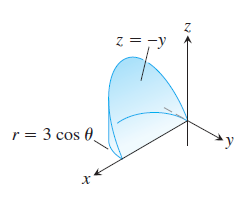 z
z = -y
r = 3 cos θ
y
x